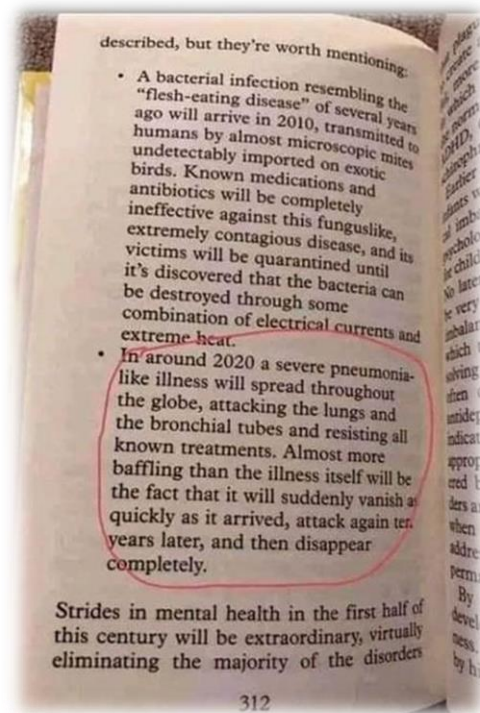 described, but they're worth mentioning:
• A bacterial infection resembling the
"flesh-eating disease" of several years
ago will arrive in 2010, transmitted to
humans by almost microscopic mites
undetectably imported on exotic
birds. Known medications and
antibiotics will be completely
ineffective against this funguslike,
extremely contagious disease, and its
victims will be quarantined until
it's discovered that the bacteria can
be destroyed through some
combination of electrical currents and
extreme heat.
• In around 2020 a severe pneumonia-
like illness will spread throughout
the globe, attacking the lungs and
the bronchial tubes and resisting all
known treatments. Almost more
baffling than the illness itself will be
the fact that it will suddenly vanish as
quickly as it arrived, attack again ten
years later, and then disappear
completely.
Strides in mental health in the first half of
this century will be extraordinary, virtually
eliminating the majority of the disorders
312